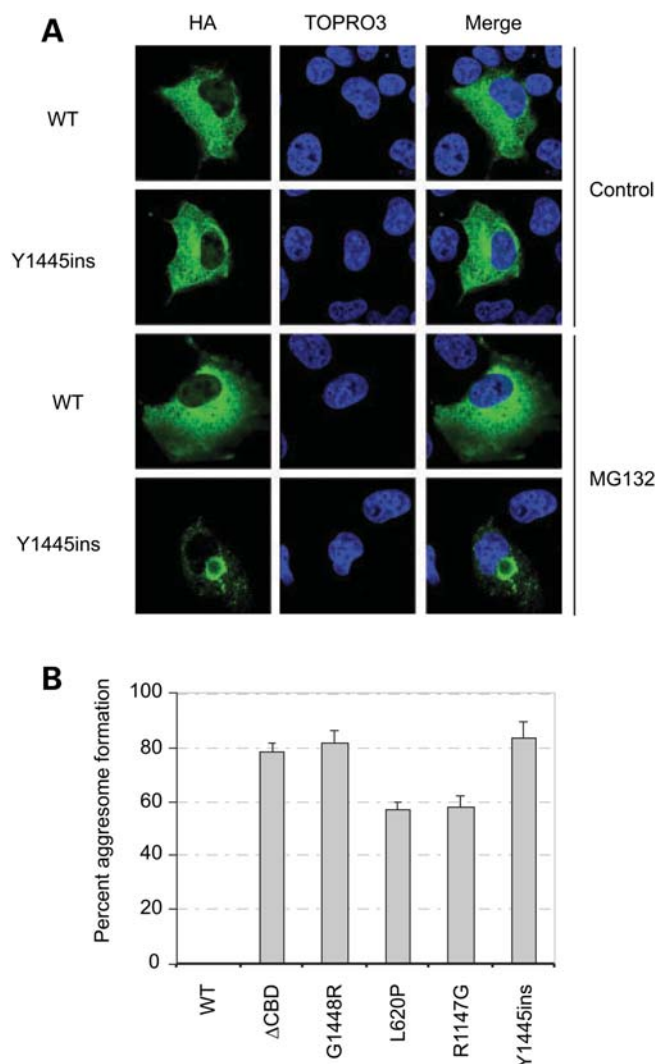 A
HA TOPRO3 Merge
WT
Y1445ins
Control
WT
Y1445ins
MG132
B
Percent aggresome formation
100
80
60
40
20
0
WT ΔCBD G1448R L620P R1147G Y1445ins